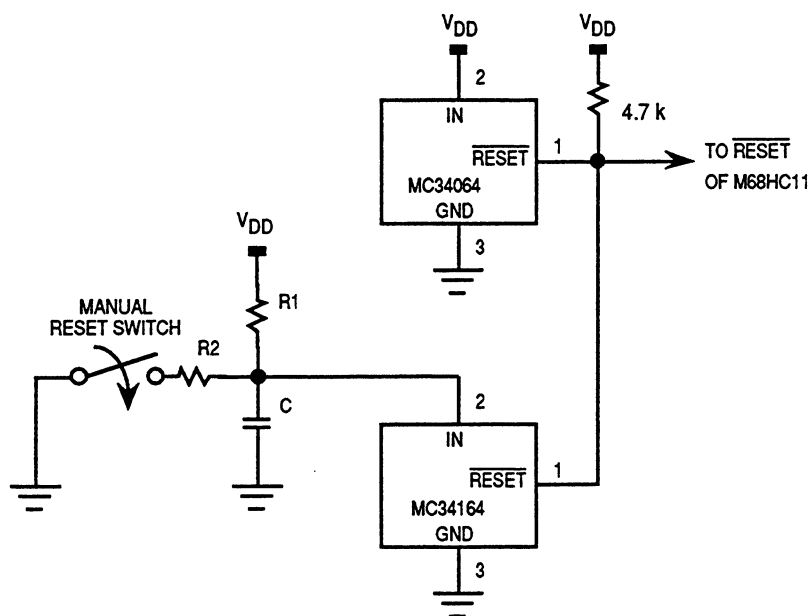 VDD
VDD
2
4.7 k
IN
RESET
1
TO RESET
OF M68HC11
MC34064
GND
3
VDD
MANUAL
RESET SWITCH
R1
R2
C
2
IN
RESET
1
MC34164
GND
3